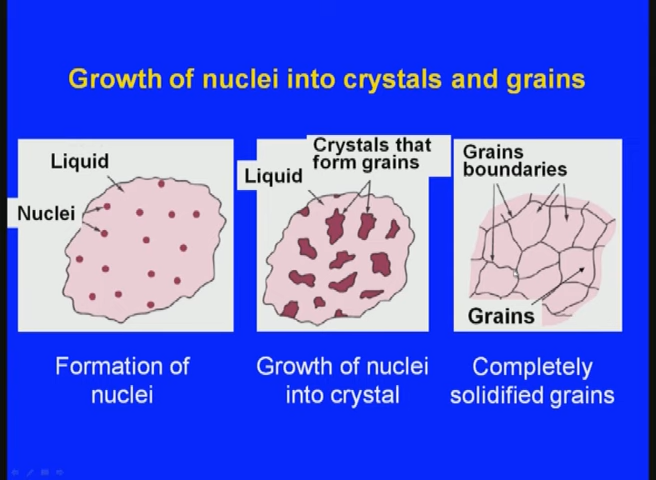 Growth of nuclei into crystals and grains
Liquid
Nuclei
Crystals that
form grains
Liquid
Grains
boundaries
Grains
Formation of
nuclei
Growth of nuclei
into crystal
Completely
solidified grains